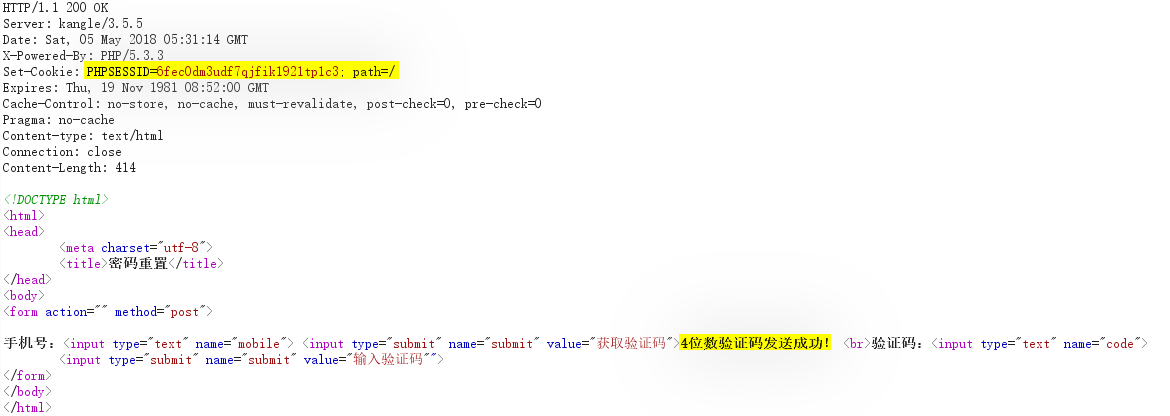 HTTP/1.1 200 OK
Server: kangle/3.5.5
Date: Sat, 05 May 2018 05:31:14 GMT
X-Powered-By: PHP/5.3.3
Set-Cookie: PHPSESSID=6fec0dm3udf7qjfik1921tp1c3; path=/
Expires: Thu, 19 Nov 1981 08:52:00 GMT
Cache-Control: no-store, no-cache, must-revalidate, post-check=0, pre-check=0
Pragma: no-cache
Content-type: text/html
Connection: close
Content-Length: 414
<!DOCTYPE html>
<html>
<head>
<meta charset="utf-8">
<title>密码重置</title>
</head>
<body>
<form action="" method="post">
手机号：<input type="text" name="mobile"> <input type="submit" name="submit" value="获取验证码">4位数验证码发送成功！ <br>验证码：<input type="text" name="code">
<input type="submit" name="submit" value="输入验证码"">
</form>
</body>
</html>